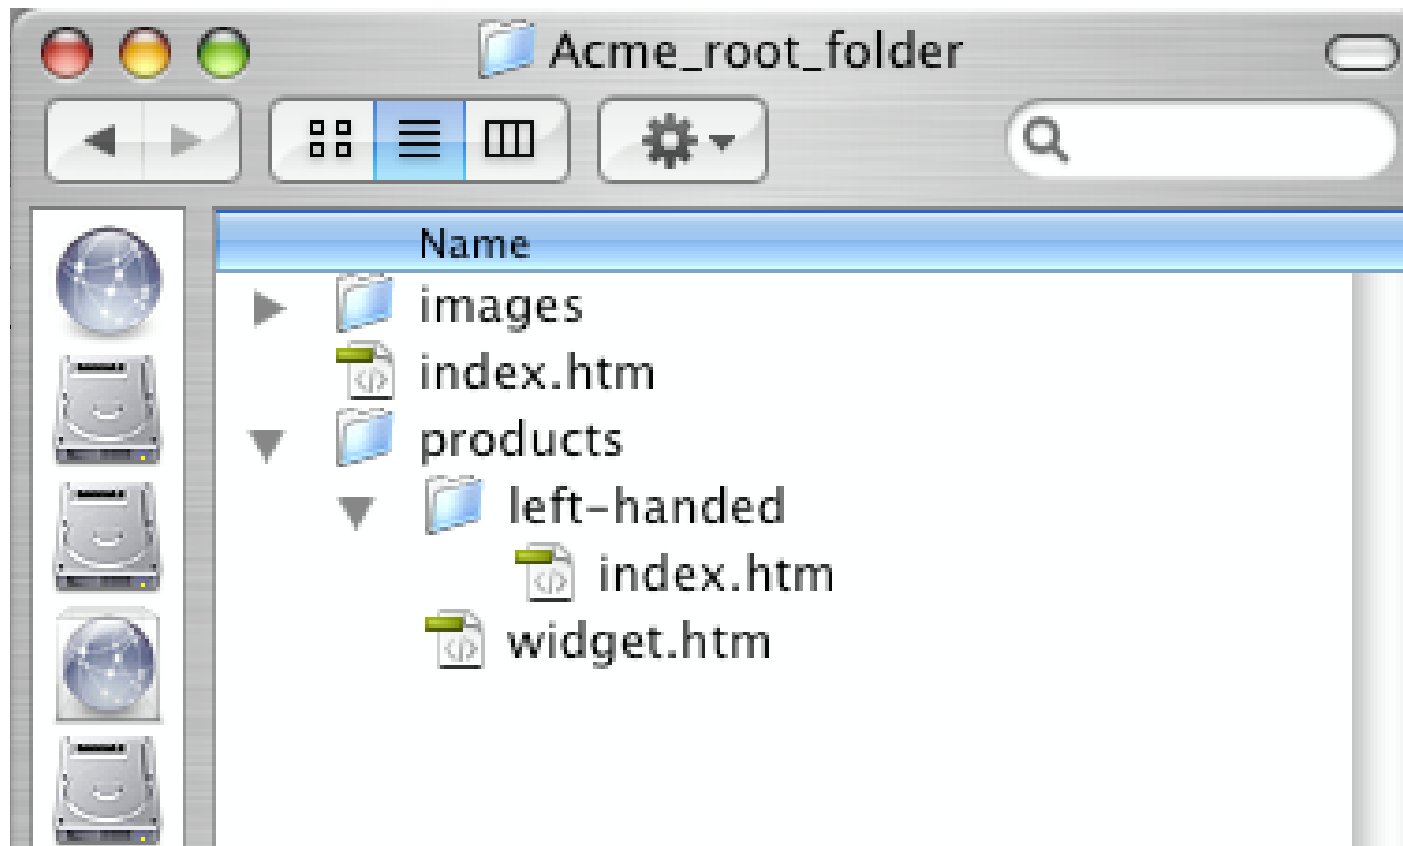 Acme_root_folder
Name
images
index.htm
products
left-handed
index.htm
widget.htm